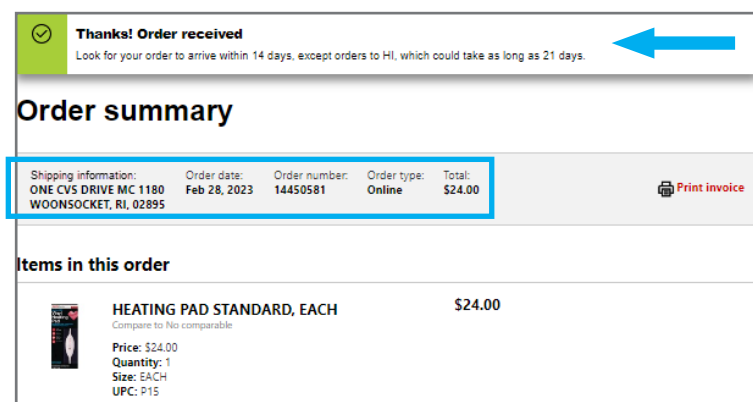 Thanks! Order received
Look for your order to arrive within 14 days, except orders to HI, which could take as long as 21 days.
Order summary
Shipping information: Order date: Order number: Order type: Total:
ONE CVS DRIVE MC 1180 Feb 28, 2023 14450581 Online $24.00
WOONSOCKET, RI, 02895
Print invoice
Items in this order
HEATING PAD STANDARD, EACH $24.00
Compare to No comparable
Price: $24.00
Quantity: 1
Size: EACH
UPC: P15